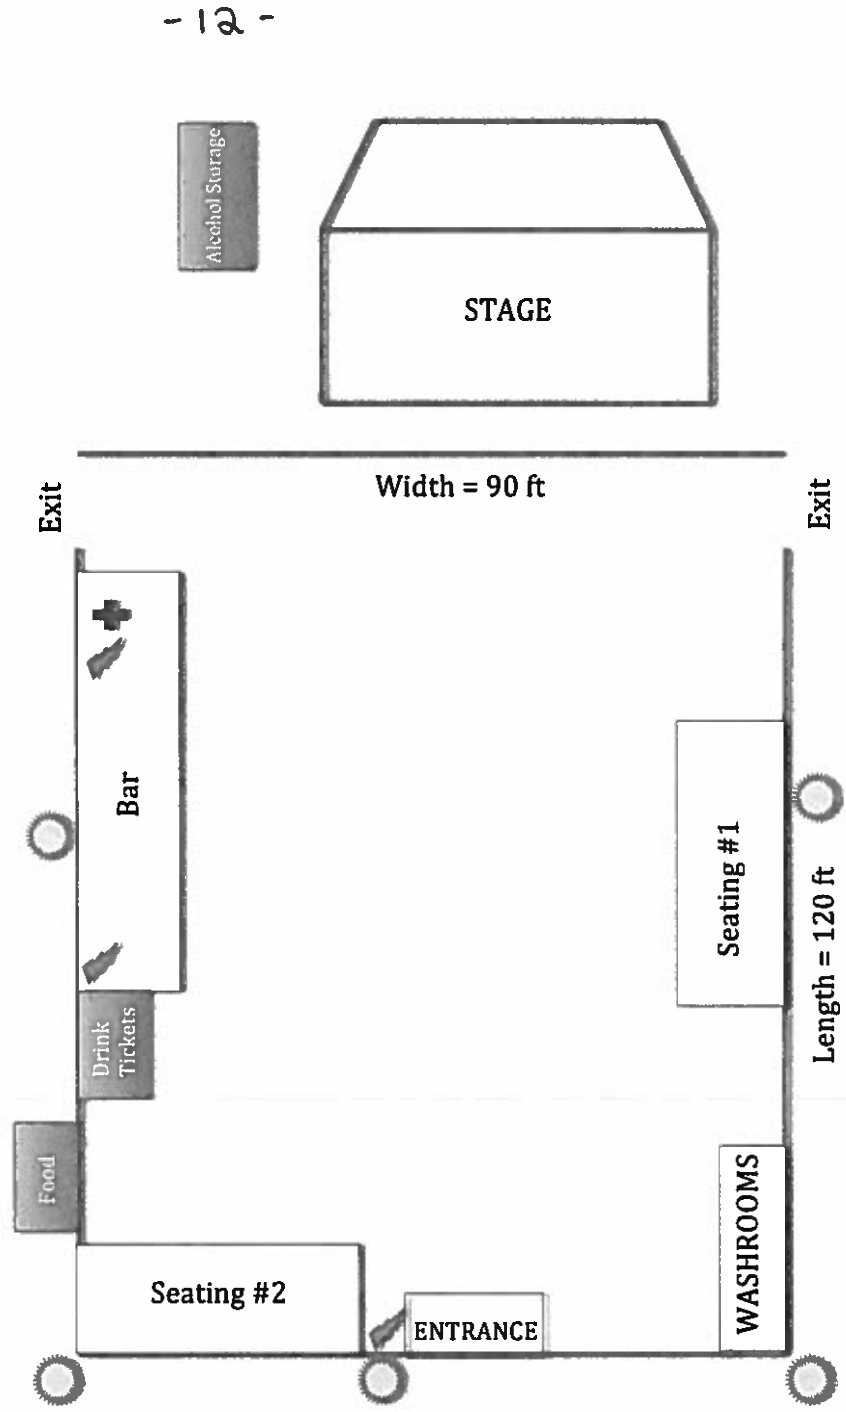 - 12 -
Alcohol Storage
STAGE
Width = 90 ft
Exit
Exit
Bar
Seating #1
Length = 120 ft
Drink
Tickets
Food
WASHROOMS
Seating #2
ENTRANCE